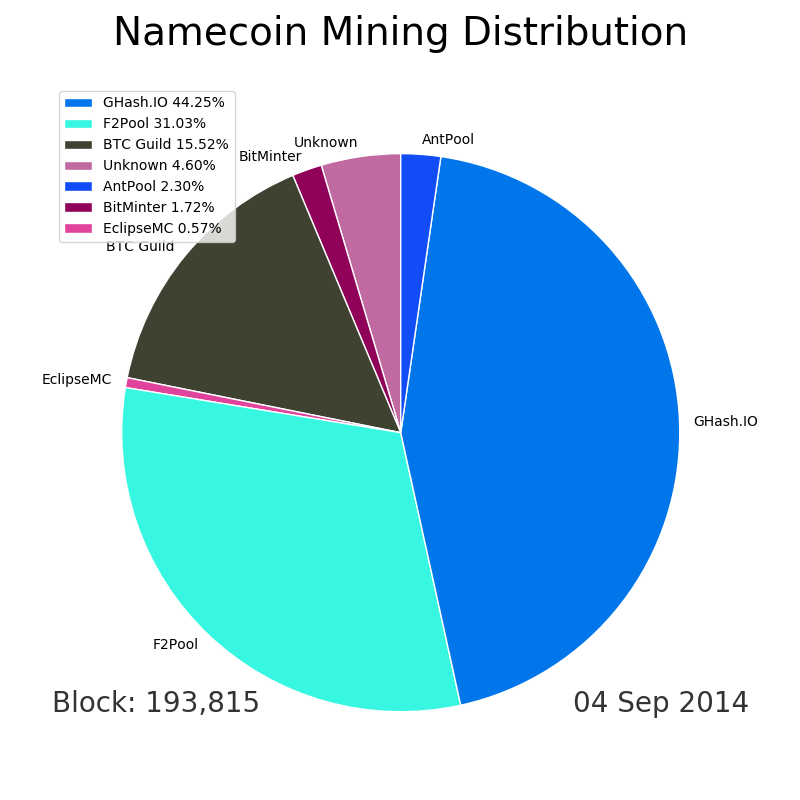 Namecoin Mining Distribution
GHash.IO 44.25%
F2Pool 31.03%
BTC Guild 15.52%
Unknown 4.60%
AntPool 2.30%
BitMinter 1.72%
EclipseMC 0.57%
AntPool
Unknown
BitMinter
BTC Guild
EclipseMC
GHash.IO
F2Pool
Block: 193,815
04 Sep 2014